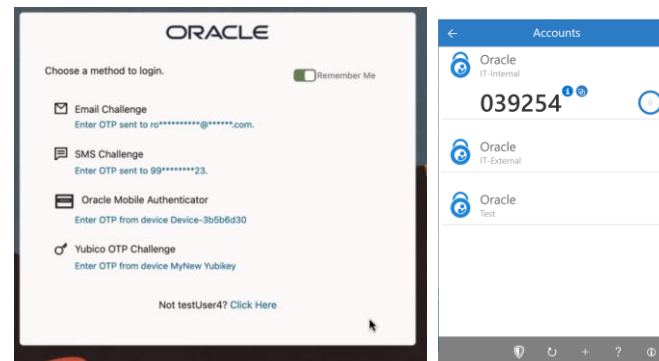 ORACLE
Choose a method to login.
Remember Me
Email Challenge
Enter OTP sent to ro**********@******.com.
SMS Challenge
Enter OTP sent to 99********23.
Oracle Mobile Authenticator
Enter OTP from device Device-3b5b6d30
Yubico OTP Challenge
Enter OTP from device MyNew Yubikey
Not testUser4? Click Here
Accounts
Oracle
IT-Internal
039254
6
Oracle
IT-External
Oracle
Test